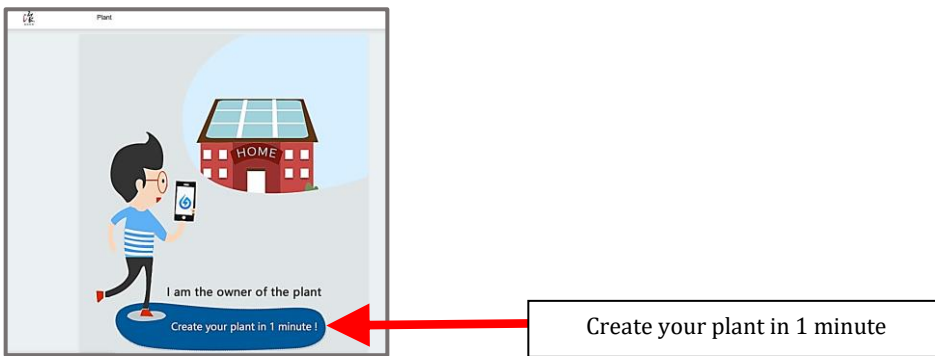 Plant
HOME
I am the owner of the plant
Create your plant in 1 minute !
Create your plant in 1 minute